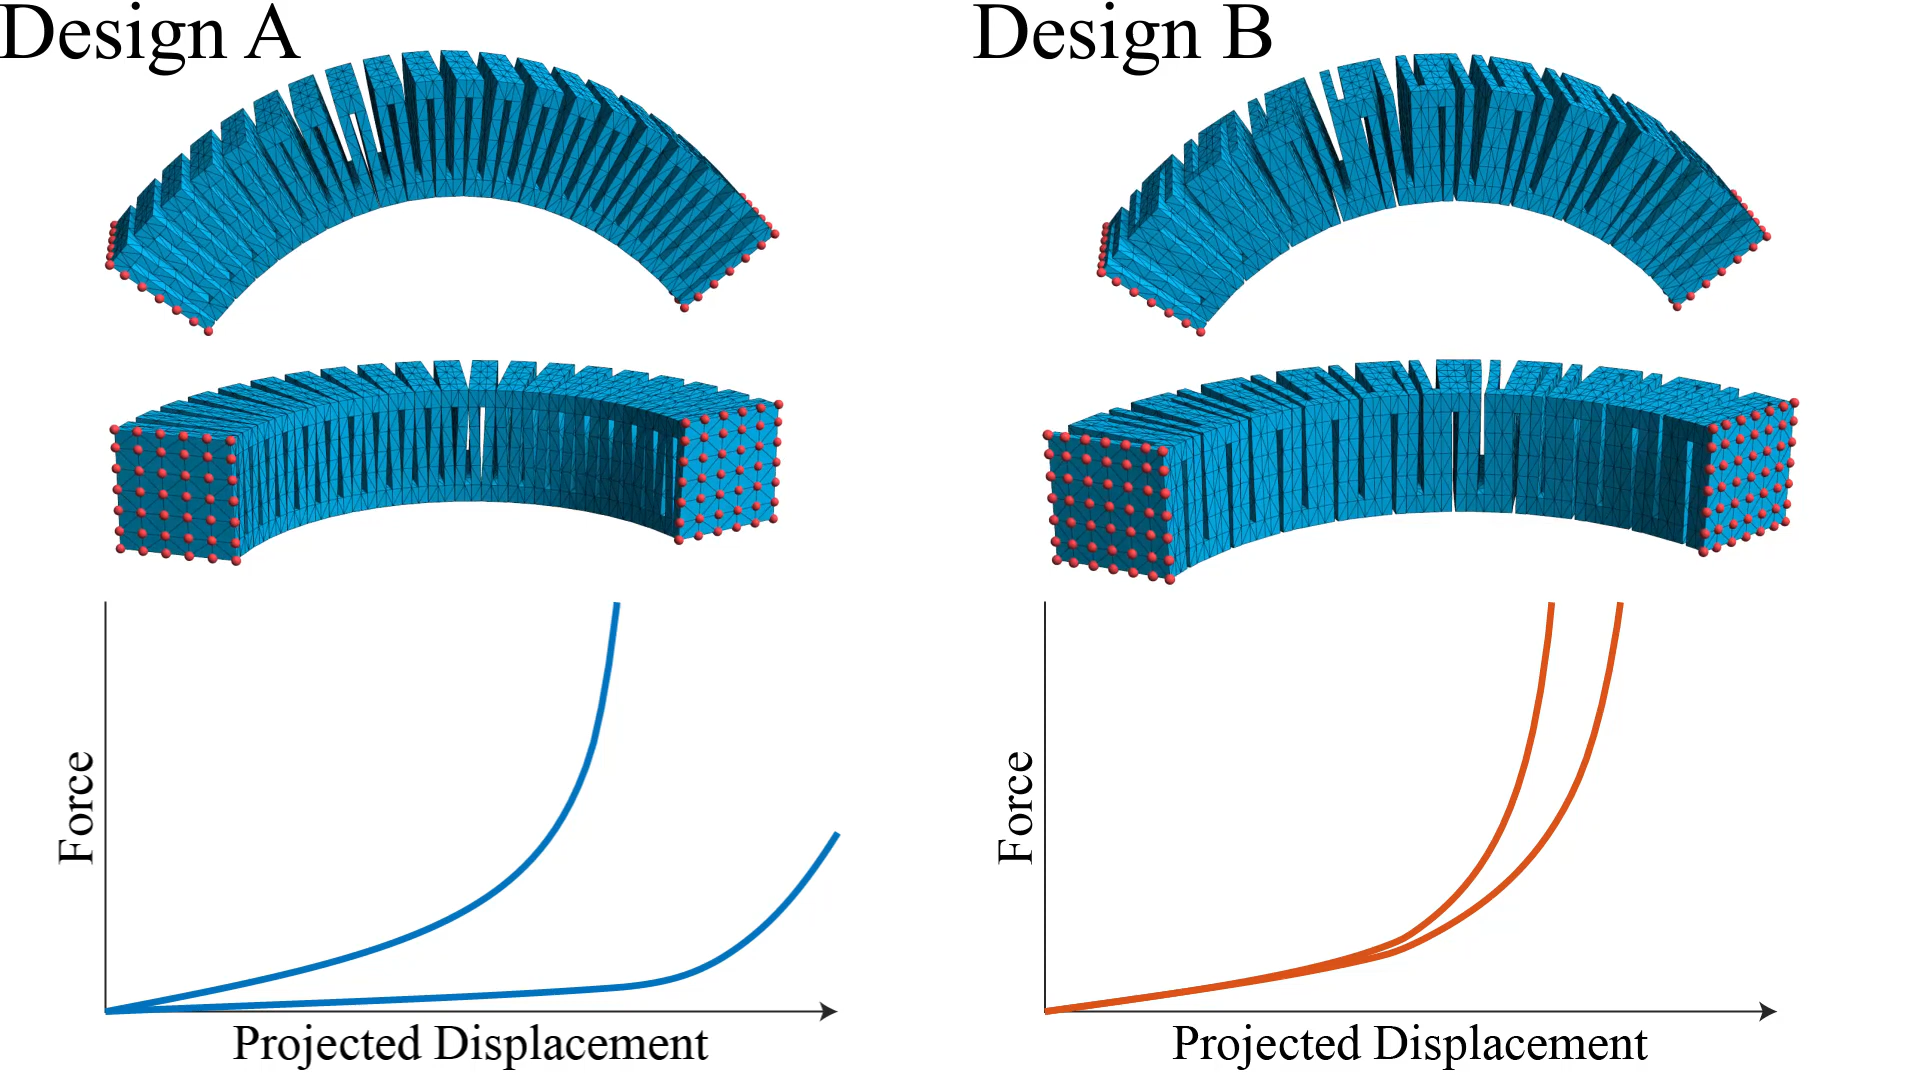 Design A
Design B
Force
Projected Displacement
Force
Projected Displacement